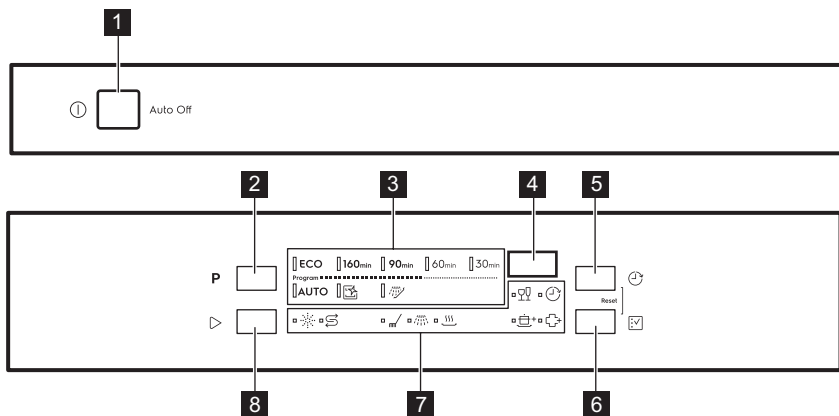 1
Auto Off
2 3 4 5
P
ECO 160min 90min 60min 30min
Program
AUTO
Reset
8 7 6